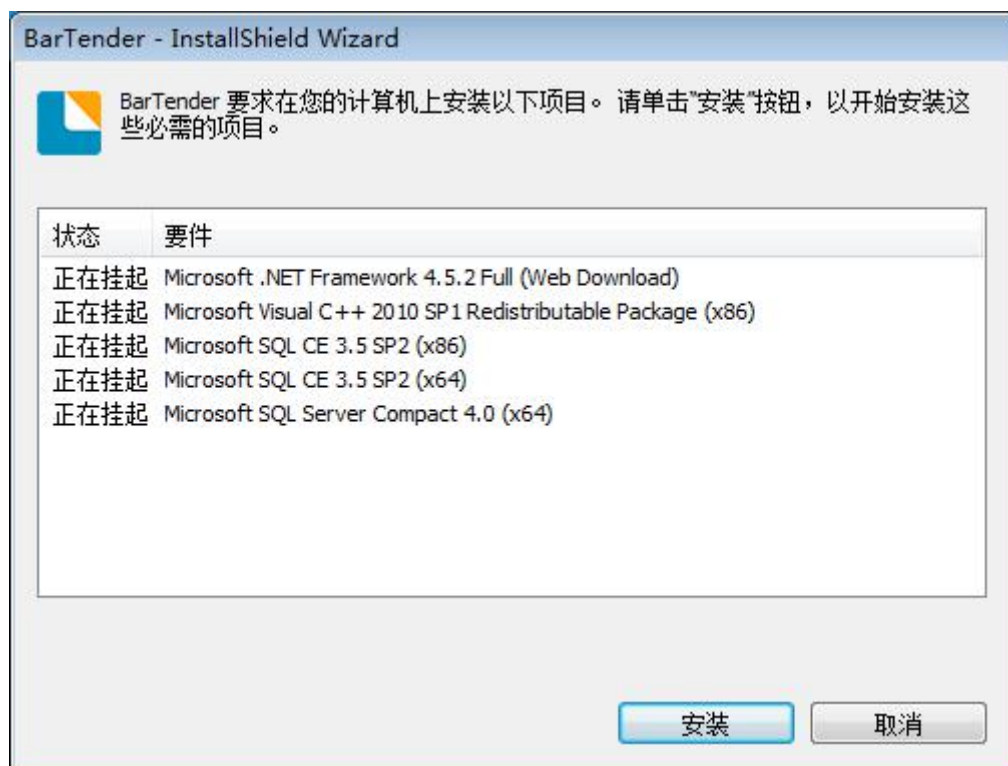 BarTender - InstallShield Wizard
BarTender 要求在您的计算机上安装以下项目。 请单击"安装"按钮，以开始安装这
些必需的项目。
状态 要件
正在挂起 Microsoft .NET Framework 4.5.2 Full (Web Download)
正在挂起 Microsoft Visual C++ 2010 SP1 Redistributable Package (x86)
正在挂起 Microsoft SQL CE 3.5 SP2 (x86)
正在挂起 Microsoft SQL CE 3.5 SP2 (x64)
正在挂起 Microsoft SQL Server Compact 4.0 (x64)
安装 取消